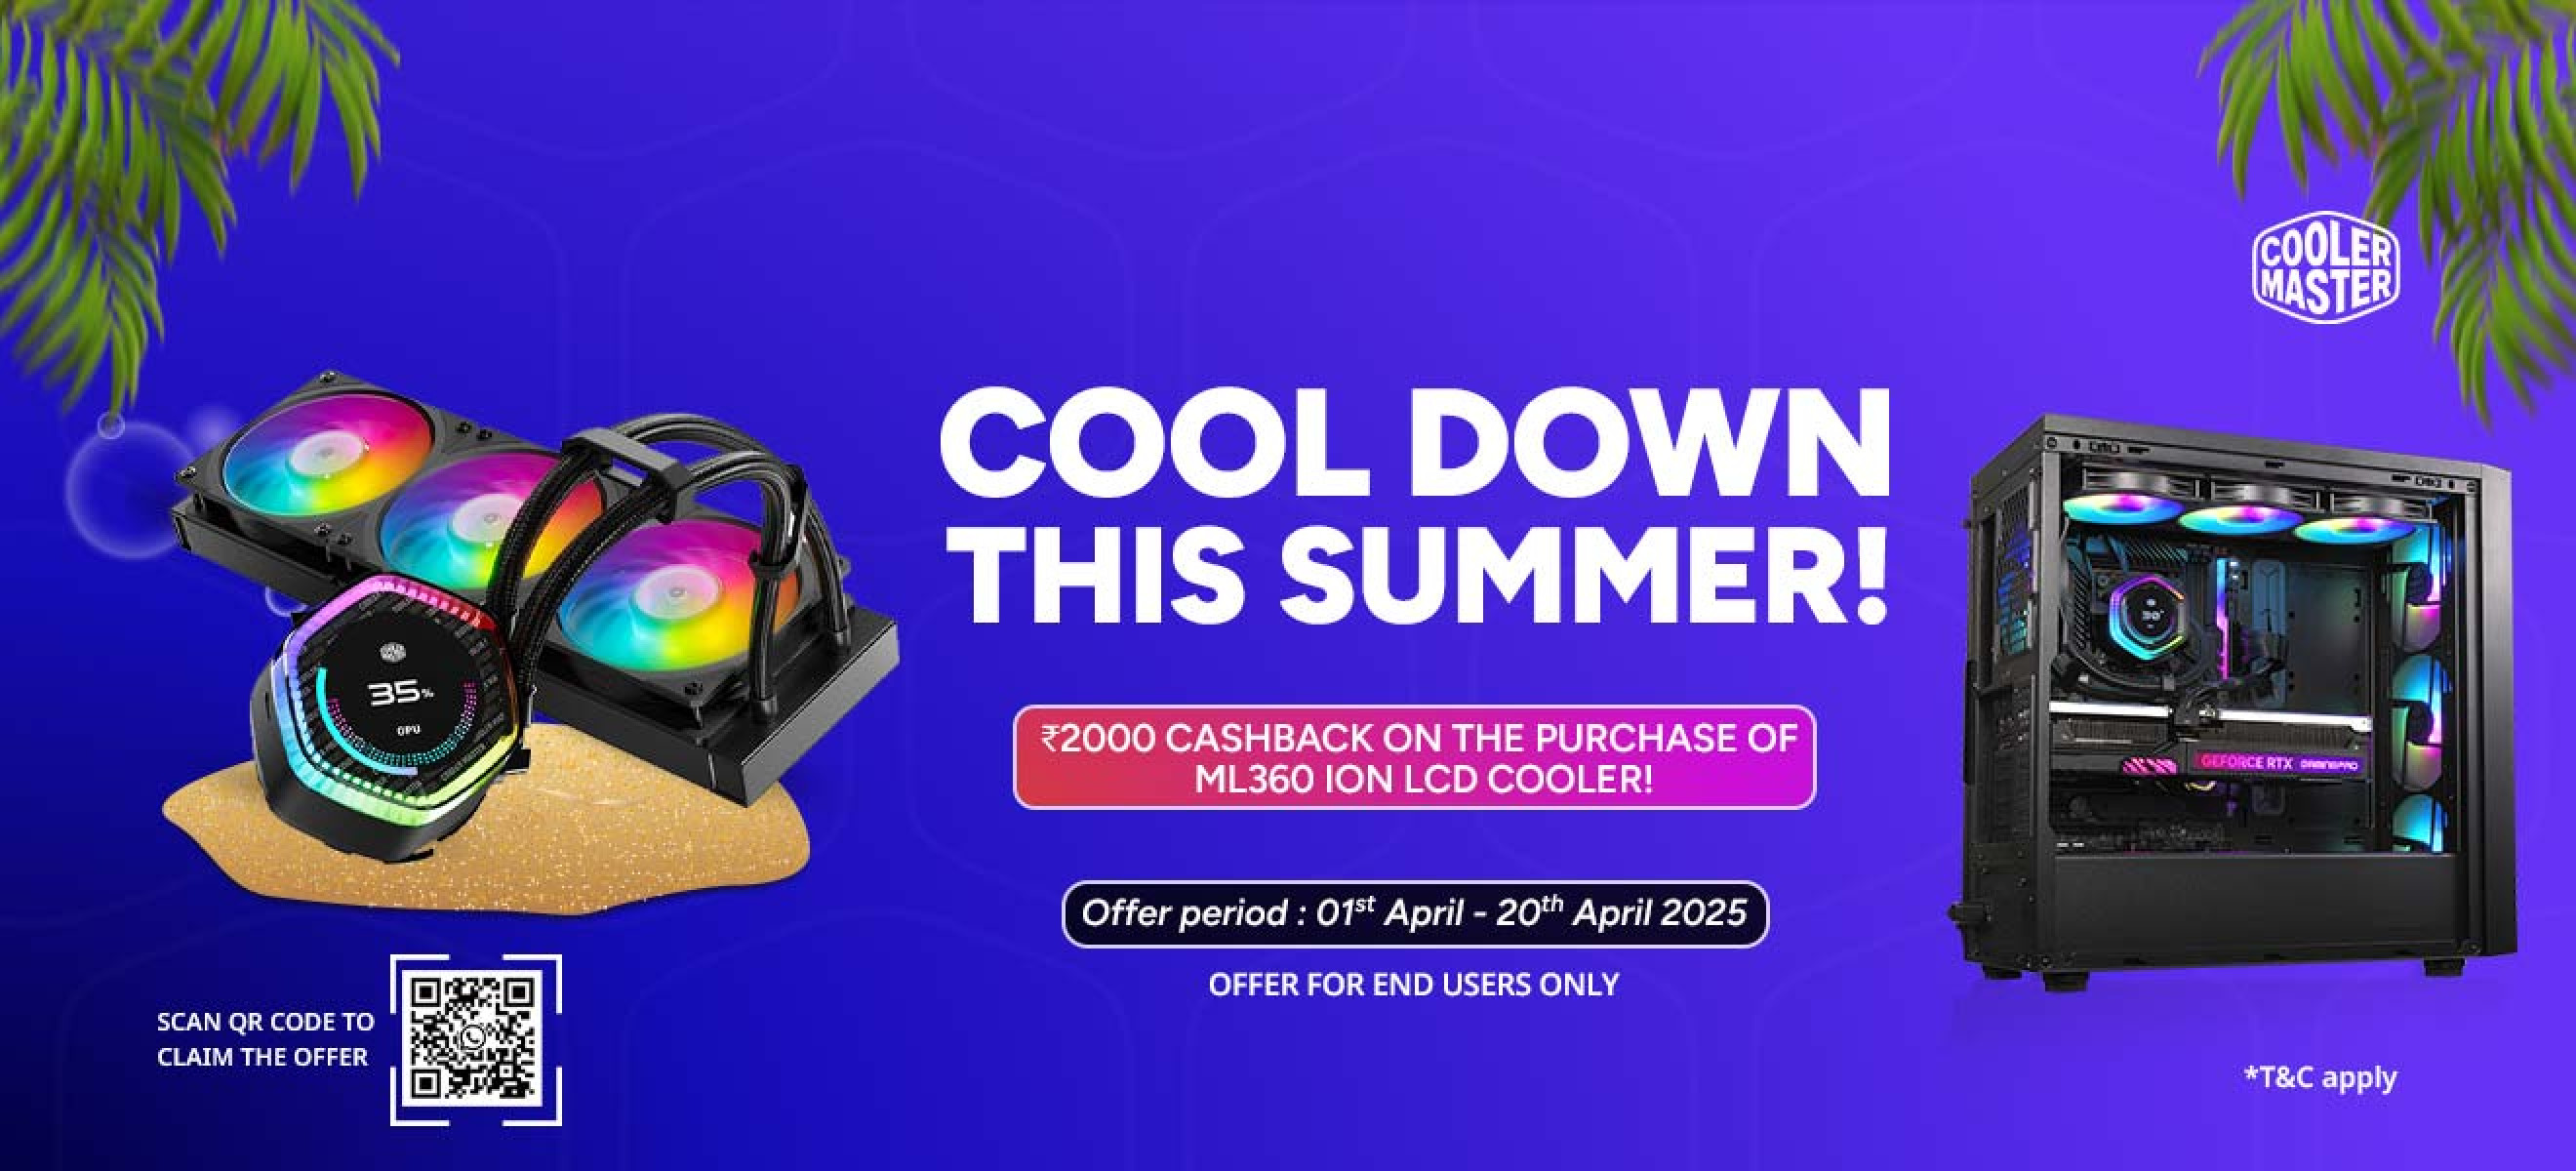 COOLER
MASTER
COOL DOWN
THIS SUMMER!
₹2000 CASHBACK ON THE PURCHASE OF
ML360 ION LCD COOLER!
Offer period : 01st April - 20th April 2025
OFFER FOR END USERS ONLY
35%
SCAN QR CODE TO
CLAIM THE OFFER
30°
GEFORCE RTX GAMINGPRO
*T&C apply